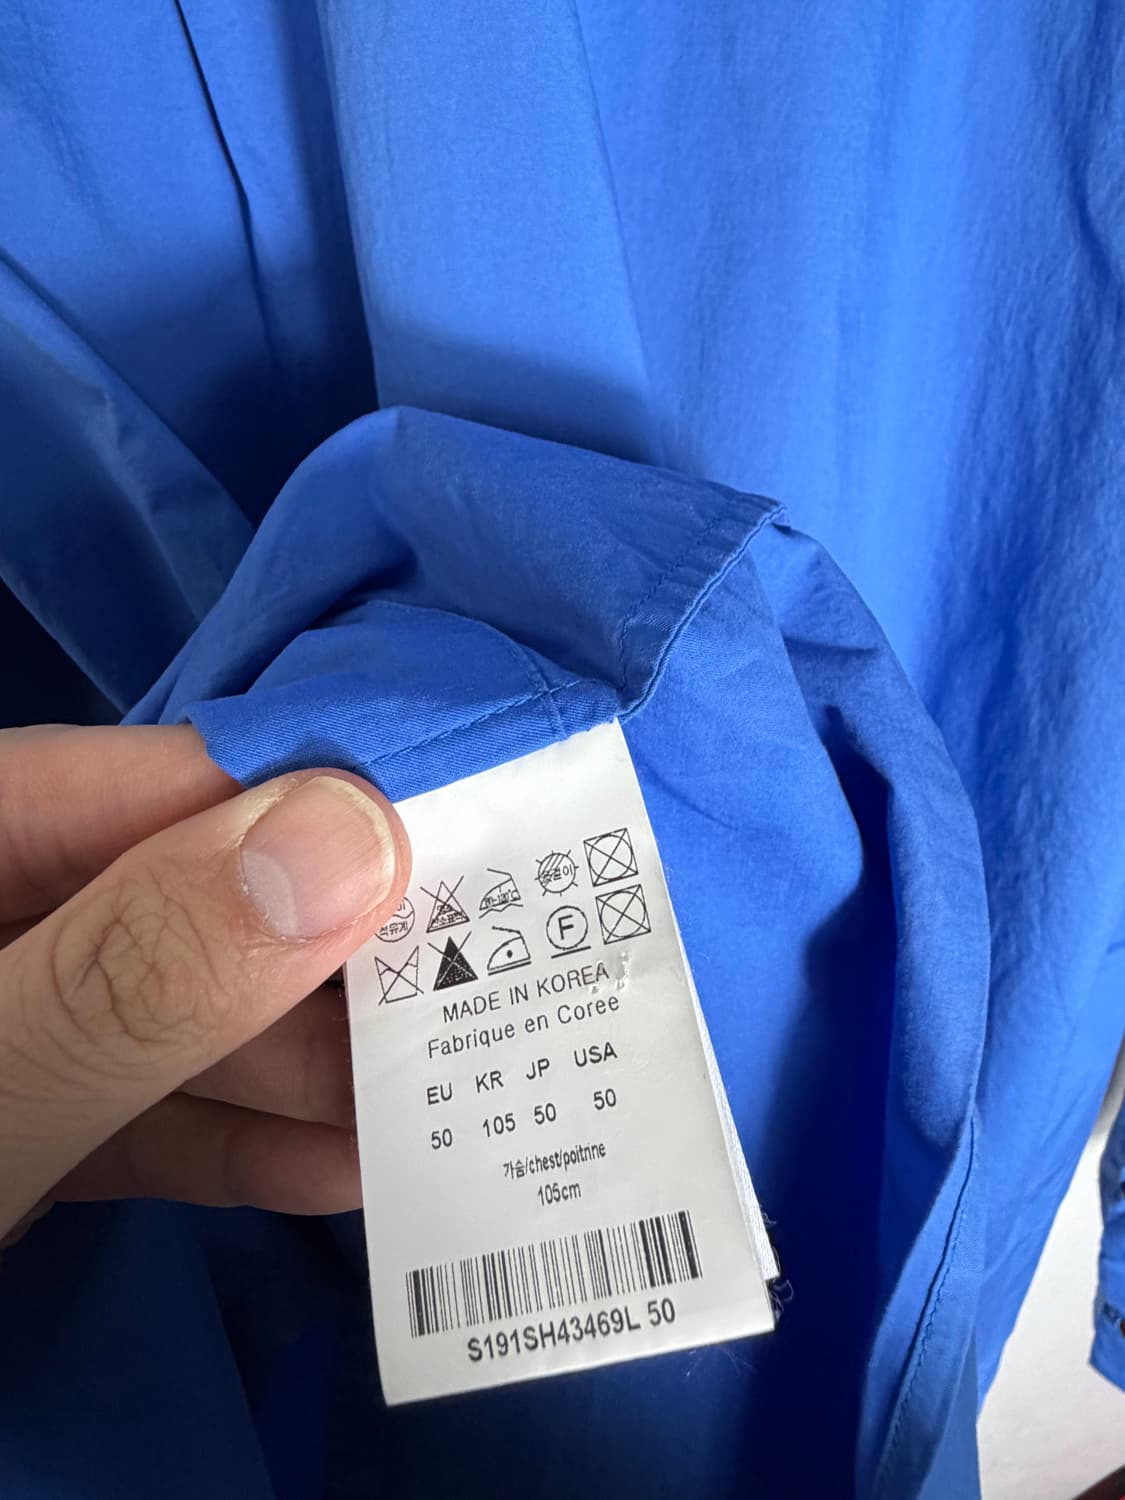 F
MADE IN KOREA
Fabrique en Coree
EU KR JP USA
50 105 50 50
가슴/chest/poitrine
105cm
S191SH43469L 50